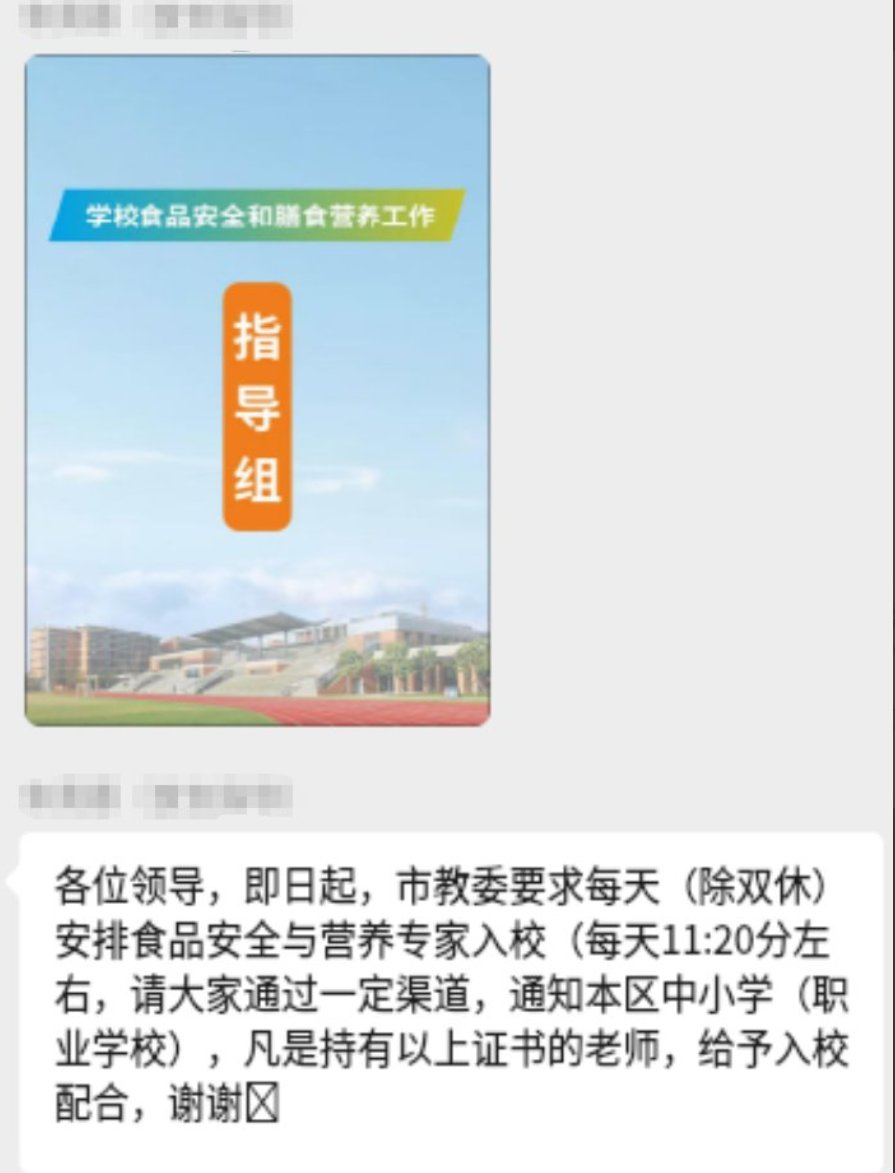 学校食品安全和膳食营养工作
指
导
组
各位领导，即日起，市教委要求每天（除双休）
安排食品安全与营养专家入校（每天11:20分左
右，请大家通过一定渠道，通知本区中小学（职
业学校），凡是持有以上证书的老师，给予入校
配合，谢谢